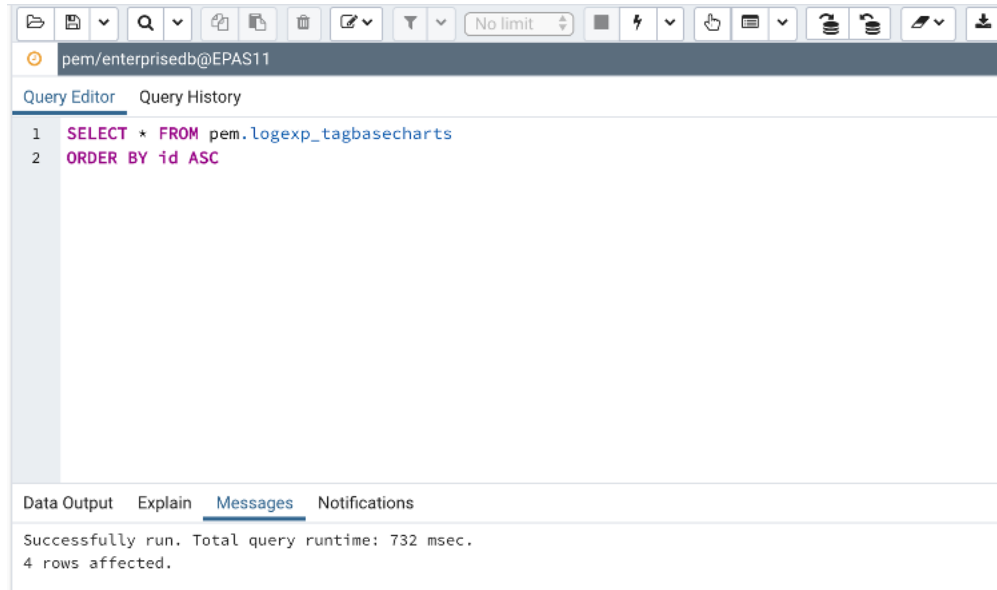 No limit
pem/enterprisedb@EPAS11
Query Editor Query History
1 SELECT * FROM pem.logexp_tagbasecharts
2 ORDER BY id ASC
Data Output Explain Messages Notifications
Successfully run. Total query runtime: 732 msec.
4 rows affected.